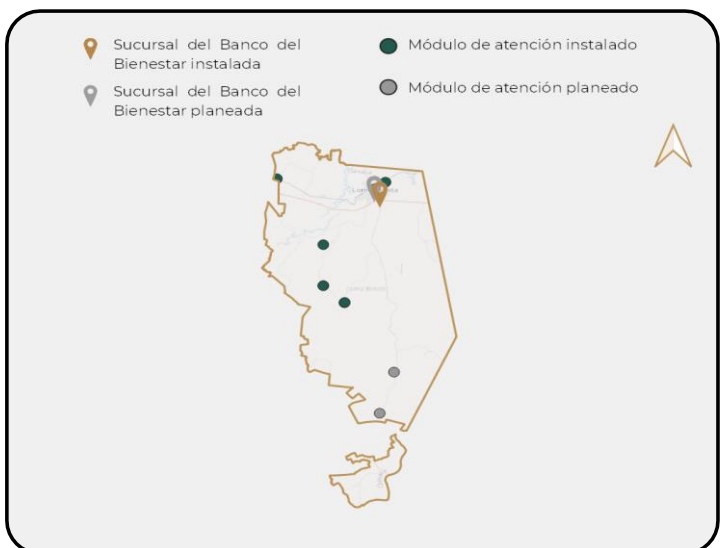 Sucursal del Banco del
Bienestar instalada
Sucursal del Banco del
Bienestar planeada
Módulo de atención instalado
Módulo de atención planeado